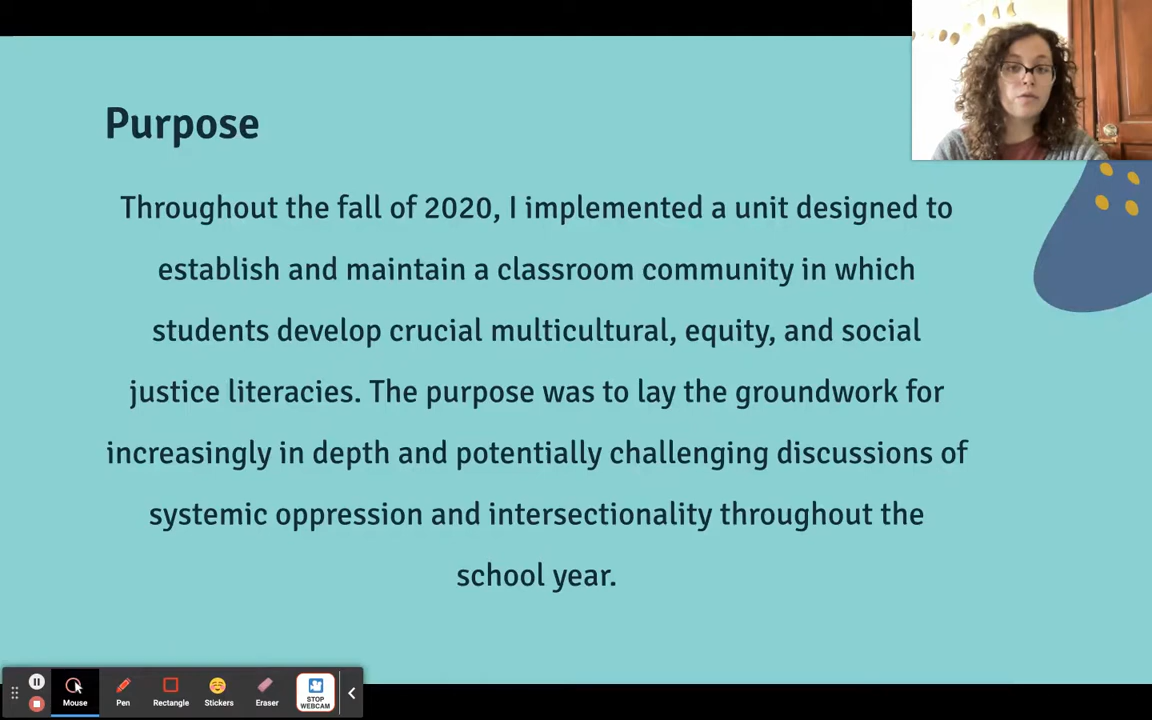 Purpose
Throughout the fall of 2020, I implemented a unit designed to
establish and maintain a classroom community in which
students develop crucial multicultural, equity, and social
justice literacies. The purpose was to lay the groundwork for
increasingly in depth and potentially challenging discussions of
systemic oppression and intersectionality throughout the
school year.
Mouse
Pen
Rectangle
Stickers
Eraser
STOP
WEBCAM